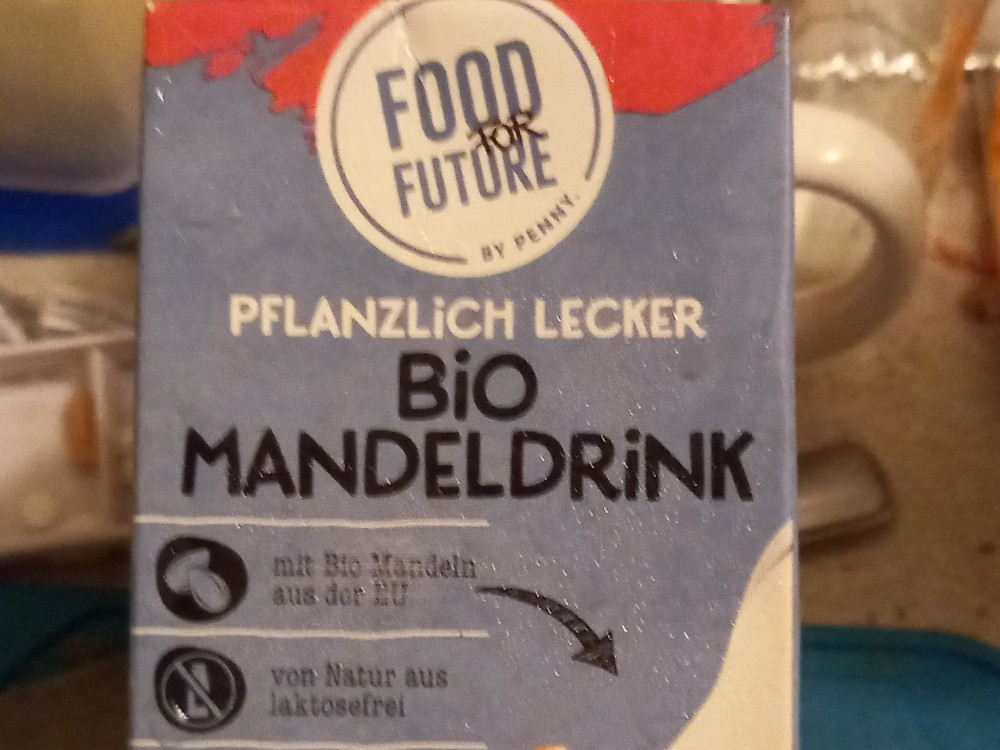 FOOD
FOR
FUTURE
BY PENNY.
PFLANZLiCH LECKER
BiO
MANDELDRiNK
mit Bio Mandeln
aus der EU
von Natur aus
laktosefrei